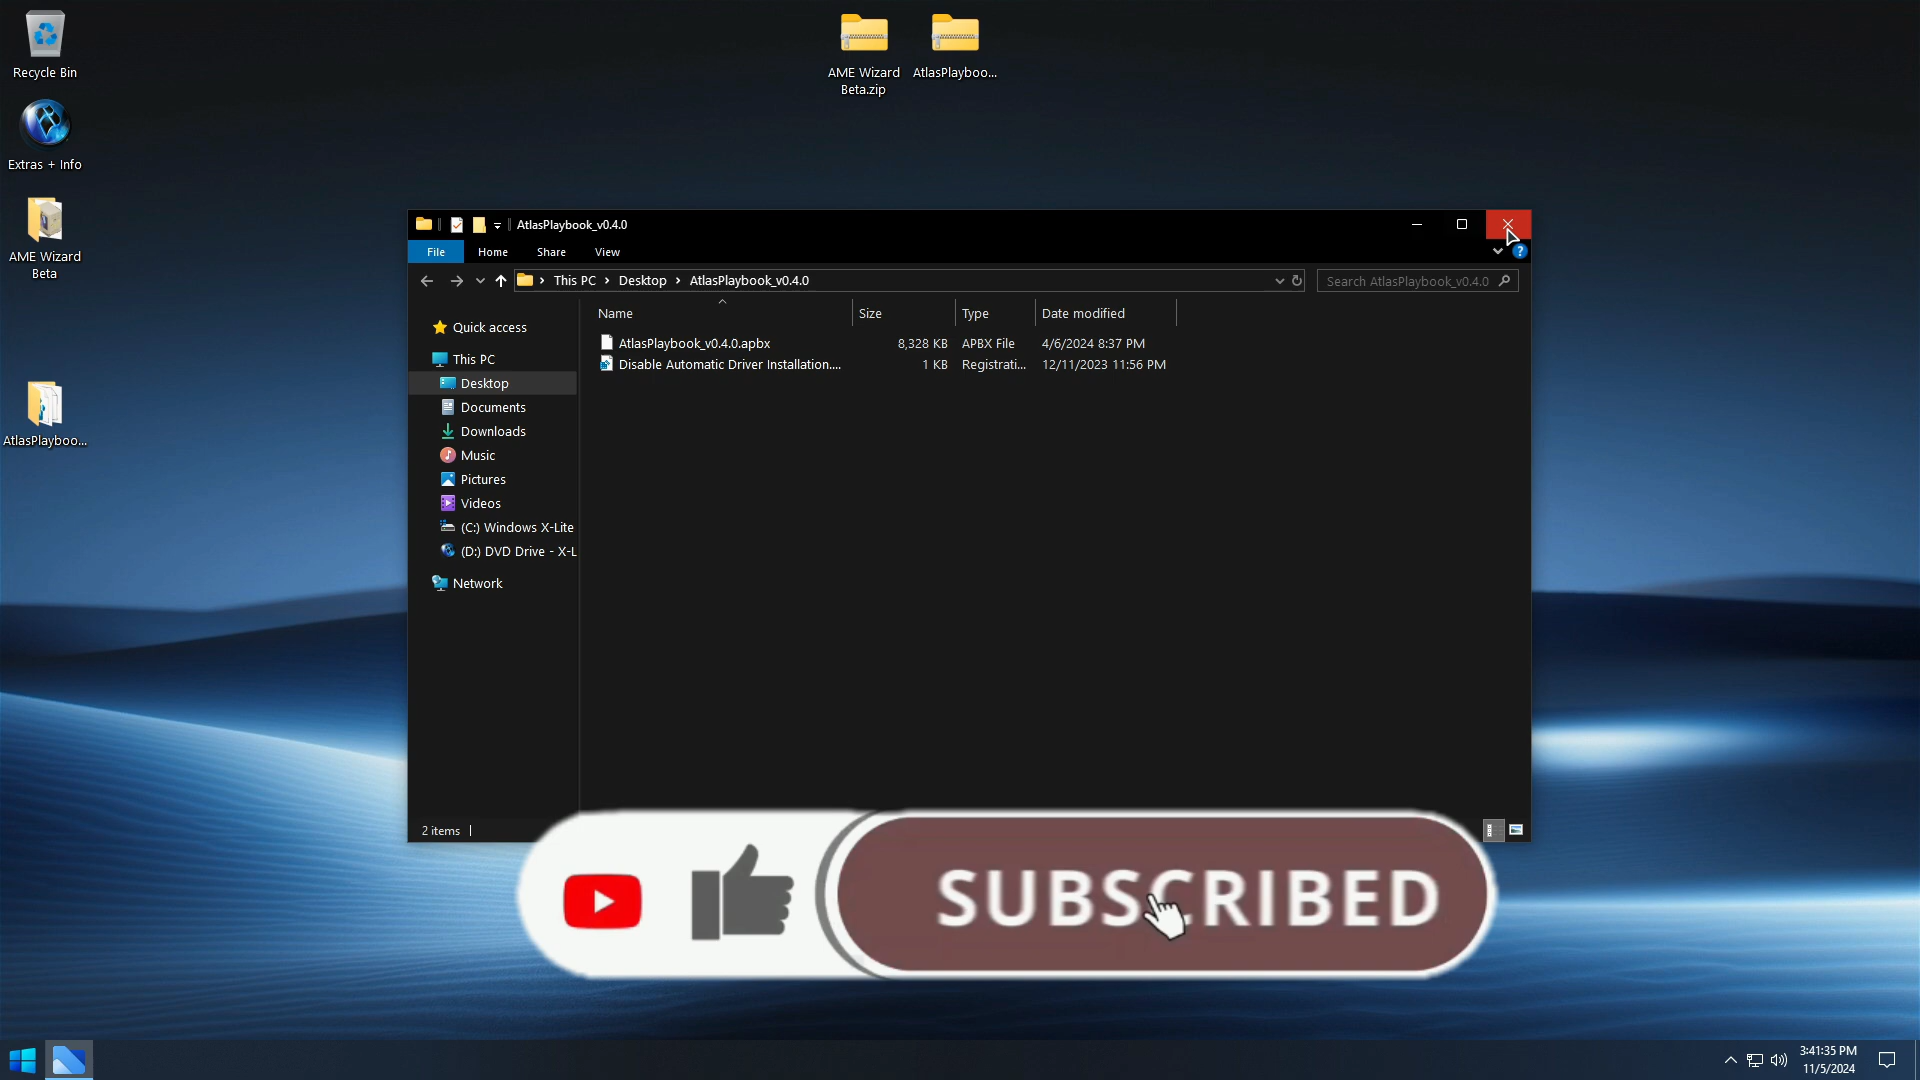 Recycle Bin
Extras + Info
AME Wizard
Beta
AtlasPlayboo...
AME Wizard
Beta.zip
AtlasPlayboo...
AtlasPlaybook_v0.4.0
File Home Share View
This PC Desktop AtlasPlaybook_v0.4.0
Search AtlasPlaybook_v0.4.0
Name Size Type Date modified
AtlasPlaybook_v0.4.0.apbx 8,328 KB APBX File 4/6/2024 8:37 PM
Disable Automatic Driver Installation.... 1 KB Registrati... 12/11/2023 11:56 PM
Quick access
This PC
Desktop
Documents
Downloads
Music
Pictures
Videos
(C:) Windows X-Lite
(D:) DVD Drive - X-L
Network
2 items
SUBSCRIBED
3:41:35 PM
11/5/2024